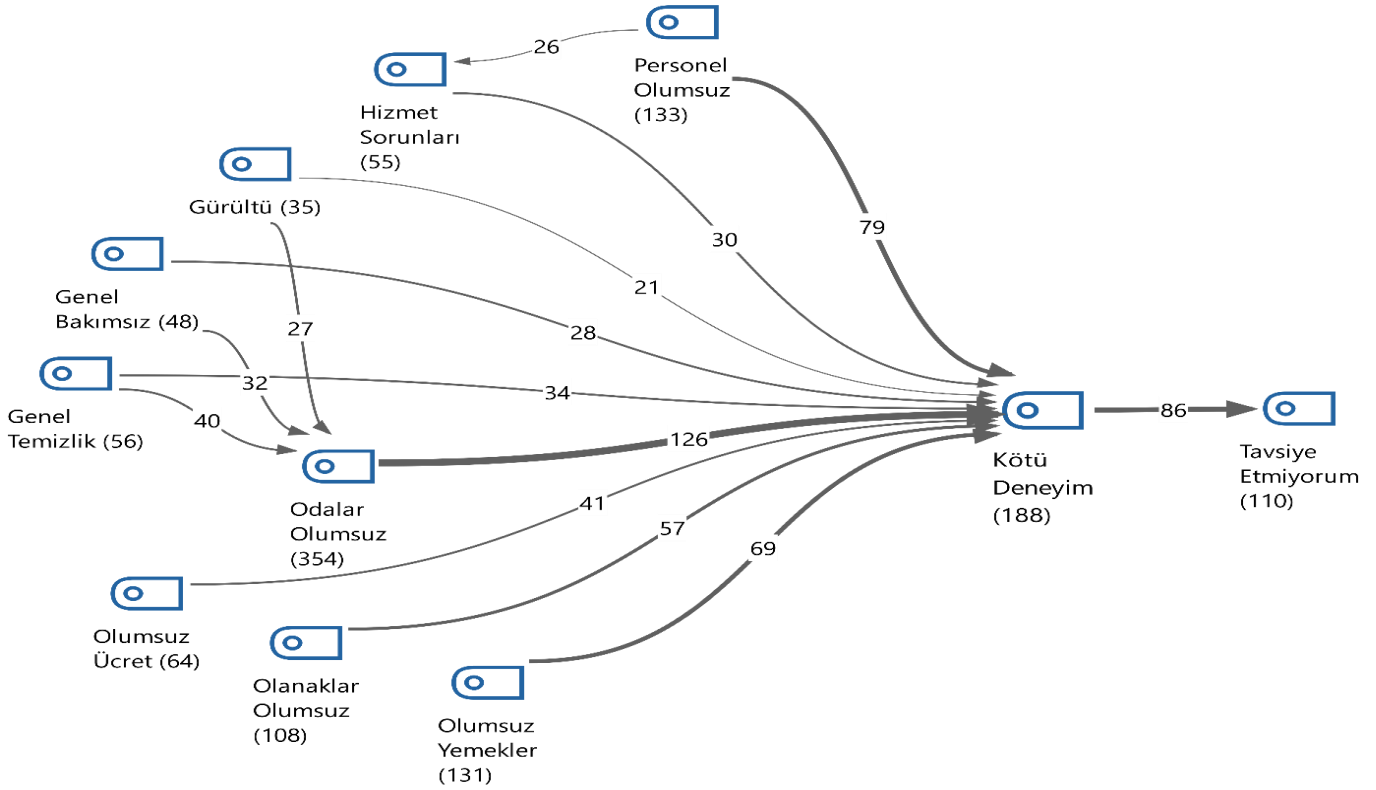 26
Personel
Olumsuz
(133)
Hizmet
Sorunları
(55)
Gürültü (35)
79
30
21
Genel
Bakımsız (48)
27
28
32
34
Genel
Temizlik (56)
40
126
86
Kötü
Deneyim
(188)
Tavsiye
Etmiyorum
(110)
Odalar
Olumsuz
(354)
41
57
69
Olumsuz
Ücret (64)
Olanaklar
Olumsuz
(108)
Olumsuz
Yemekler
(131)